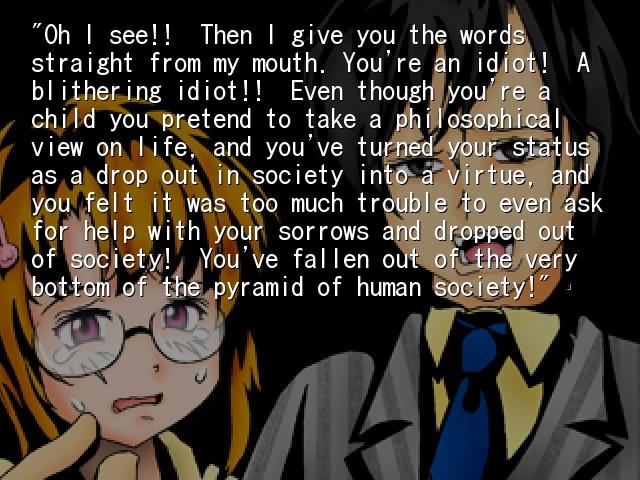 "Oh I see!!  Then I give you the words
straight from my mouth. You're an idiot!  A
blithering idiot!!  Even though you're a
child you pretend to take a philosophical
view on life, and you've turned your status
as a drop out in society into a virtue, and
you felt it was too much trouble to even ask
for help with your sorrows and dropped out
of society!  You've fallen out of the very
bottom of the pyramid of human society!"